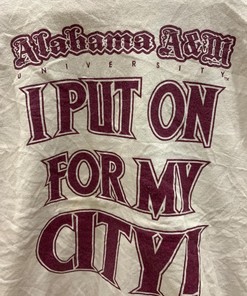 Alabama A&M
UNIVERSITY
I PUT ON
FOR MY
CITY!